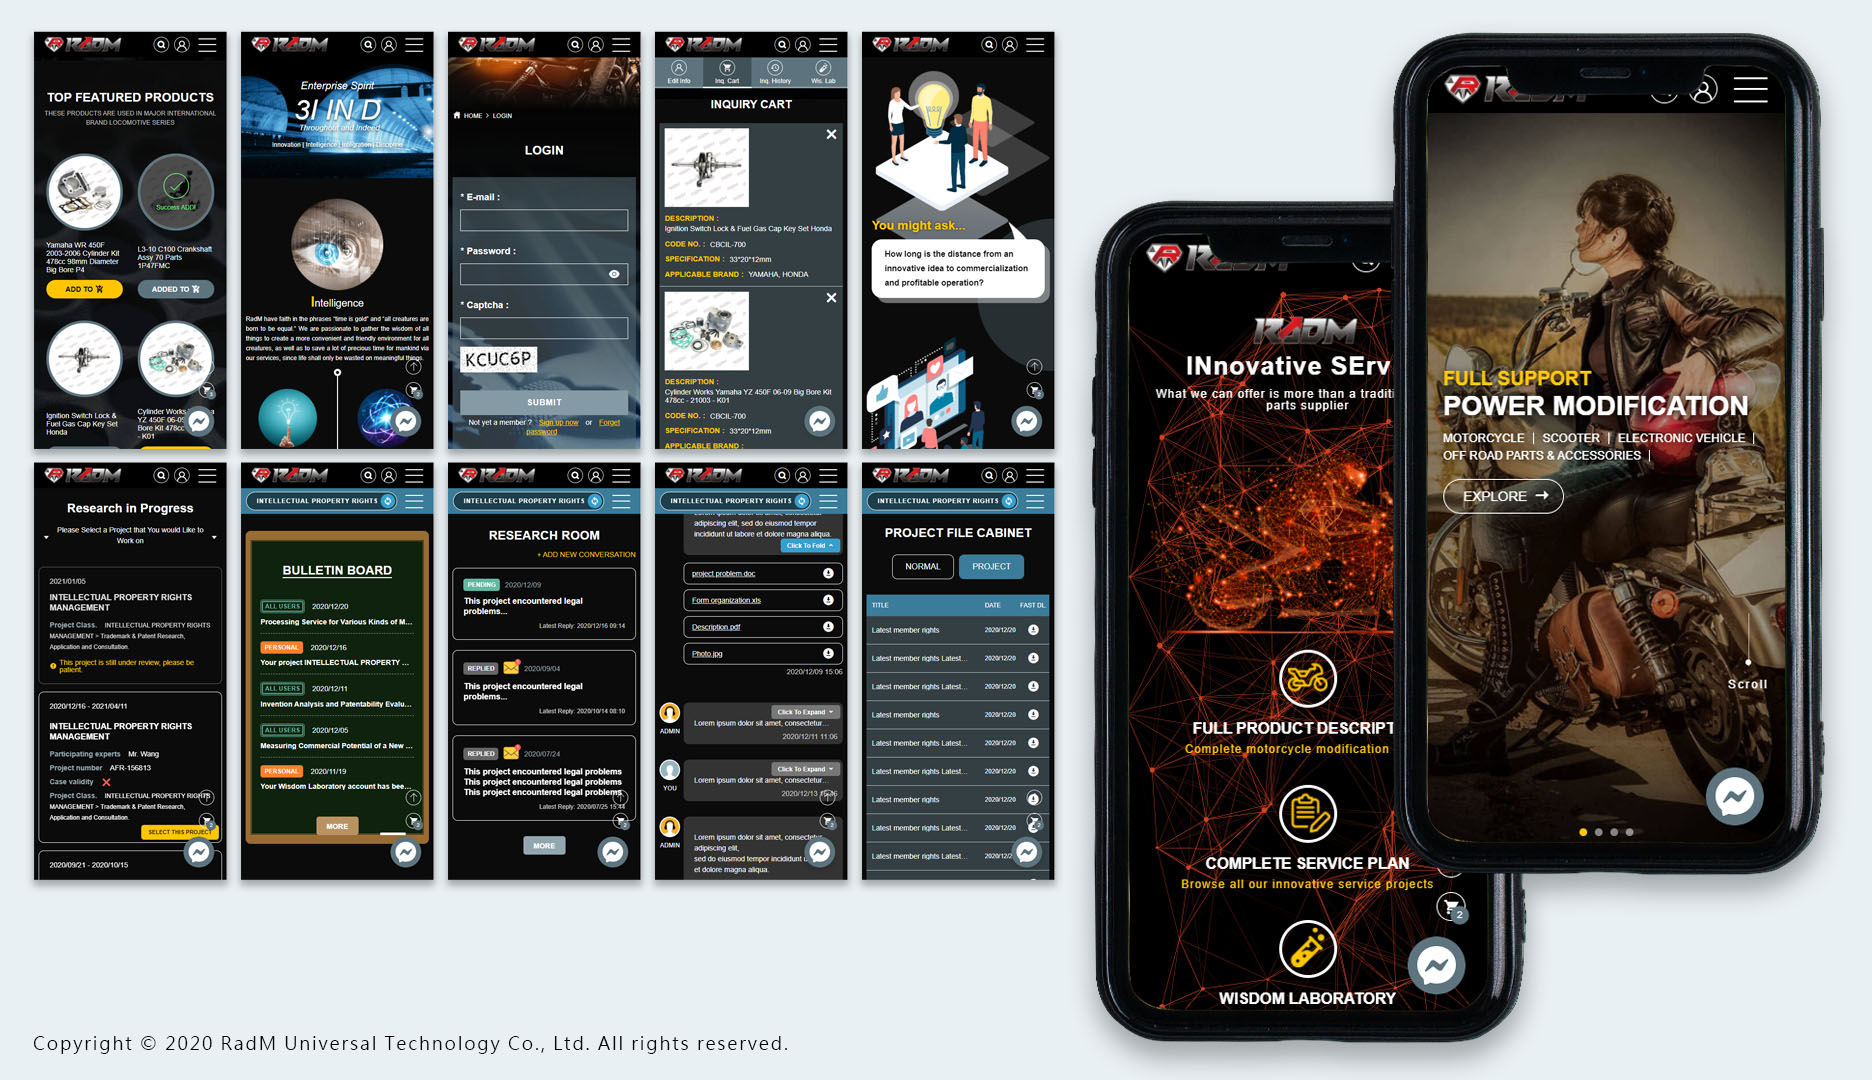 RADM
TOP FEATURED PRODUCTS
THESE PRODUCTS ARE USED IN MAJOR INTERNATIONAL
BRAND LOCOMOTIVE SERIES
Success ADD!
Yamaha WR 450F
2003-2006 Cylinder Kit
478cc 98mm Diameter
Big Bore P4
L3-10 C100 Crankshaft
Assy 70 Parts
1P47FMC
ADD TO
ADDED TO
Ignition Switch Lock &
Fuel Gas Cap Key Set
Honda
Cylinder Works
YZ 450F 06-0
Bore Kit 478c
- K01
RADM
Enterprise Spirit
3I IN D
Throughout and Indeed
Innovation | Intelligence | Integration | Discipline
Intelligence
RadM have faith in the phrases "time is gold" and "all creatures are
born to be equal." We are passionate to gather the wisdom of all
things to create a more convenient and friendly environment for all
creatures, as well as to save a lot of precious time for mankind via
our services, since life shall only be wasted on meaningful things.
RADM
HOME > LOGIN
LOGIN
* E-mail :
* Password :
* Captcha :
KCUC6P
SUBMIT
Not yet a member ? Sign up now or Forget
password
RADM
Edit Info
Inq. Cart
Inq. History
Wis. Lab
INQUIRY CART
DESCRIPTION :
Ignition Switch Lock & Fuel Gas Cap Key Set Honda
CODE NO. : CBCIL-700
SPECIFICATION : 33*20*12mm
APPLICABLE BRAND : YAMAHA, HONDA
DESCRIPTION :
Cylinder Works Yamaha YZ 450F 06-09 Big Bore Kit
478cc - 21003 - K01
CODE NO. : CBCIL-700
SPECIFICATION : 33*20*12mm
APPLICABLE BRAND :
RADM
You might ask...
How long is the distance from an
innovative idea to commercialization
and profitable operation?
RADM
Research in Progress
Please Select a Project that You would Like to
Work on
2021/01/05
INTELLECTUAL PROPERTY RIGHTS
MANAGEMENT
Project Class. INTELLECTUAL PROPERTY RIGHTS
MANAGEMENT > Trademark & Patent Research,
Application and Consultation.
This project is still under review, please be
patient.
2020/12/16 - 2021/04/11
INTELLECTUAL PROPERTY RIGHTS
MANAGEMENT
Participating experts Mr. Wang
Project number AFR-156813
Case validity
Project Class. INTELLECTUAL PROPERTY RIGHTS
MANAGEMENT > Trademark & Patent Research,
Application and Consultation.
SELECT THIS PROJECT
2020/09/21 - 2020/10/15
RADM
INTELLECTUAL PROPERTY RIGHTS
BULLETIN BOARD
ALL USERS 2020/12/20
Processing Service for Various Kinds of M...
PERSONAL 2020/12/16
Your project INTELLECTUAL PROPERTY ...
ALL USERS 2020/12/11
Invention Analysis and Patentability Evalu...
ALL USERS 2020/12/05
Measuring Commercial Potential of a New ...
PERSONAL 2020/11/19
Your Wisdom Laboratory account has bee...
MORE
RADM
INTELLECTUAL PROPERTY RIGHTS
RESEARCH ROOM
+ ADD NEW CONVERSATION
PENDING 2020/12/09
This project encountered legal
problems...
Latest Reply: 2020/12/16 09:14
REPLIED 2020/09/04
This project encountered legal
problems...
Latest Reply: 2020/10/14 08:10
REPLIED 2020/07/24
This project encountered legal problems
This project encountered legal problems
This project encountered legal problems
Latest Reply: 2020/07/25 15:44
MORE
RADM
INTELLECTUAL PROPERTY RIGHTS
adipiscing elit, sed do eiusmod tempor
incididunt ut labore et dolore magna aliqua.
Click To Fold
project problem.doc
Form organization.xls
Description.pdf
Photo.jpg
2020/12/09 15:06
ADMIN
Click To Expand
Lorem ipsum dolor sit amet, consectetur...
2020/12/11 11:06
YOU
Click To Expand
Lorem ipsum dolor sit amet, consectetur...
ADMIN
Lorem ipsum dolor sit amet, consectetur
adipiscing elit,
sed do eiusmod tempor incididunt
et dolore magna aliqua.
RADM
INTELLECTUAL PROPERTY RIGHTS
PROJECT FILE CABINET
NORMAL
PROJECT
TITLE DATE FAST DL
Latest member rights 2020/12/20
Latest member rights Latest... 2020/12/20
Latest member rights Latest... 2020/12/20
Latest member rights 2020/12/20
Latest member rights Latest... 2020/12/20
Latest member rights Latest... 2020/12/20
Latest member rights 2020/12/20
Latest member rights Latest... 2020/12/20
Latest member rights Latest... 2020/12/2
RADM
RADM
INnovative SErv
What we can offer is more than a traditi
parts supplier
FULL PRODUCT DESCRIPT
Complete motorcycle modification
COMPLETE SERVICE PLAN
Browse all our innovative service projects
WISDOM LABORATORY
2
FULL SUPPORT
POWER MODIFICATION
MOTORCYCLE | SCOOTER | ELECTRONIC VEHICLE |
OFF ROAD PARTS & ACCESSORIES |
EXPLORE
Scroll
Copyright © 2020 RadM Universal Technology Co., Ltd. All rights reserved.